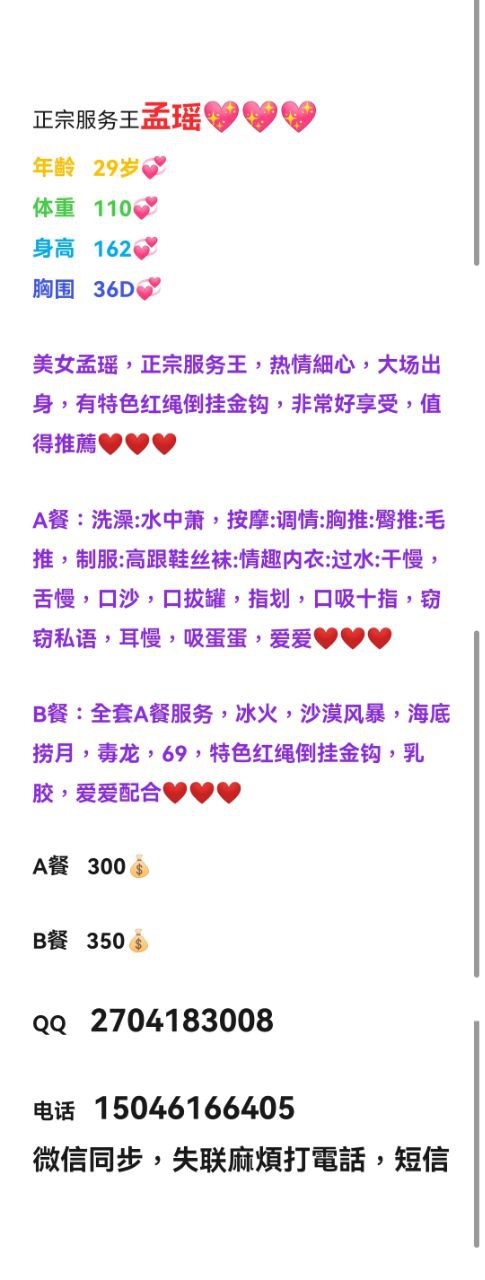 正宗服务王孟瑶💖💖💖
年齡 29岁💞
体重 110💞
身高 162💞
胸围 36D💞
美女孟瑶，正宗服务王，热情細心，大场出
身，有特色红绳倒挂金钩，非常好享受，值
得推薦❤️❤️❤️
A餐：洗澡:水中萧，按摩:调情:胸推:臀推:毛
推，制服:高跟鞋丝袜:情趣内衣:过水:干慢，
舌慢，口沙，口拔罐，指划，口吸十指，窃
窃私语，耳慢，吸蛋蛋，爱爱❤️❤️❤️
B餐：全套A餐服务，冰火，沙漠风暴，海底
捞月，毒龙，69，特色红绳倒挂金钩，乳
胶，爱爱配合❤️❤️❤️
A餐 300💰
B餐 350💰
QQ 2704183008
电话 15046166405
微信同步，失联麻煩打電話，短信